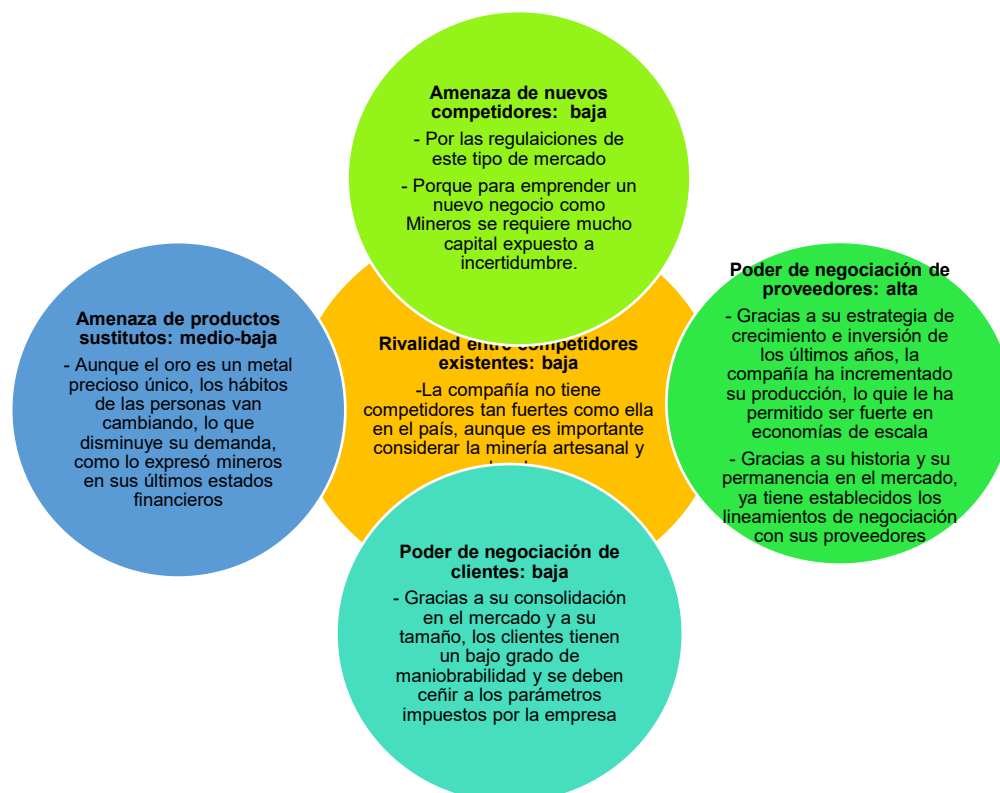 Amenaza de nuevos
competidores:  baja
- Por las regulaiciones de
este tipo de mercado
- Porque para emprender un
nuevo negocio como
Mineros se requiere mucho
capital expuesto a
incertidumbre.
Amenaza de productos
sustitutos: medio-baja
- Aunque el oro es un metal
precioso único, los hábitos
de las personas van
cambiando, lo que
disminuye su demanda,
como lo expresó mineros
en sus últimos estados
financieros
Rivalidad entre competidores
existentes: baja
-La compañía no tiene
competidores tan fuertes como ella
en el país, aunque es importante
considerar la minería artesanal y
Poder de negociación de
proveedores: alta
- Gracias a su estrategia de
crecimiento e inversión de
los últimos años, la
compañía ha incrementado
su producción, lo quie le ha
permitido ser fuerte en
economías de escala
- Gracias a su historia y su
permanencia en el mercado,
ya tiene establecidos los
lineamientos de negociación
con sus proveedores
Poder de negociación de
clientes: baja
- Gracias a su consolidación
en el mercado y a su
tamaño, los clientes tienen
un bajo grado de
maniobrabilidad y se deben
ceñir a los parámetros
impuestos por la empresa